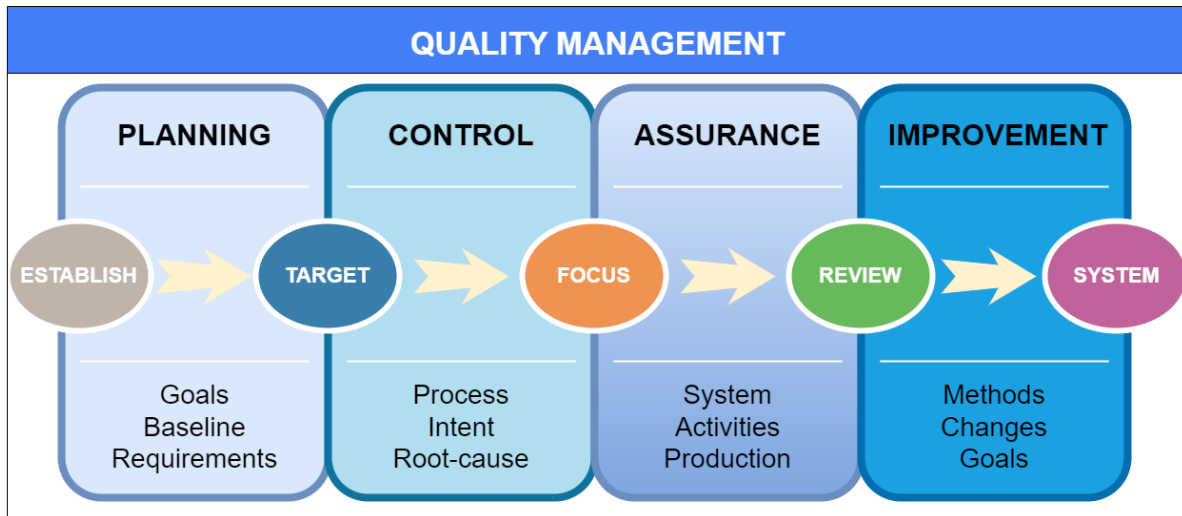 QUALITY MANAGEMENT
PLANNING
CONTROL
ASSURANCE
IMPROVEMENT
ESTABLISH
TARGET
FOCUS
REVIEW
SYSTEM
Goals
Baseline
Requirements
Process
Intent
Root-cause
System
Activities
Production
Methods
Changes
Goals